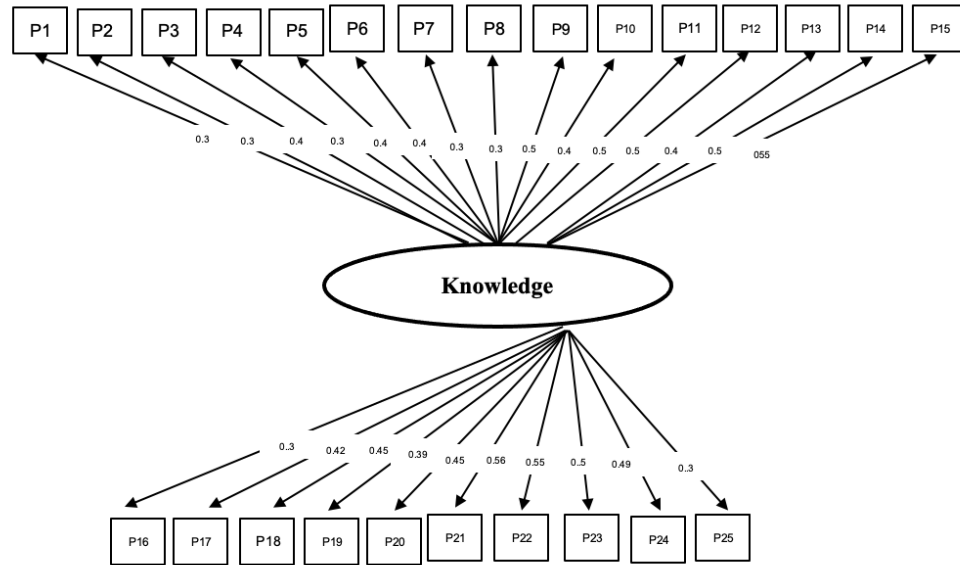 P1 P2 P3 P4 P5 P6 P7 P8 P9 P10 P11 P12 P13 P14 P15
0.3 0.3 0.4 0.3 0.4 0.4 0.3 0.3 0.5 0.4 0.5 0.5 0.4 0.5 055
Knowledge
0..3 0.42 0.45 0.39 0.45 0.56 0.55 0..5 0.49 0..3
P16 P17 P18 P19 P20 P21 P22 P23 P24 P25